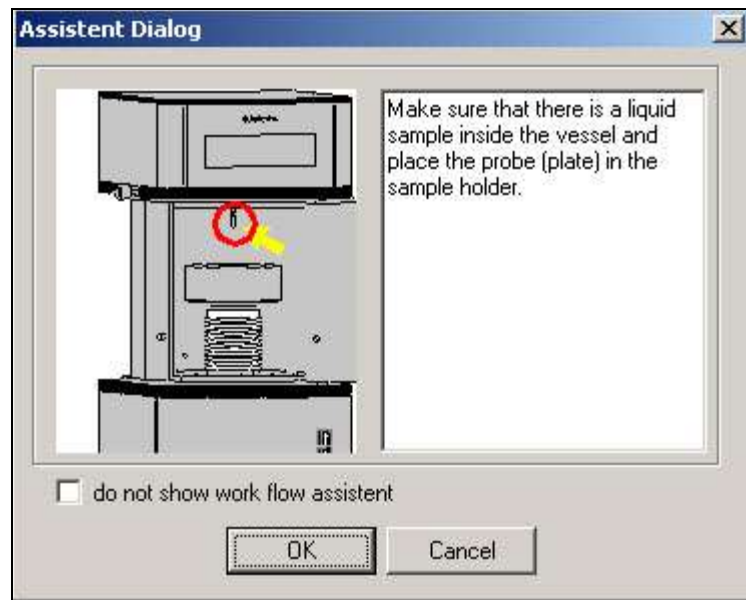 Assistent Dialog
Make sure that there is a liquid
sample inside the vessel and
place the probe (plate) in the
sample holder.
do not show work flow assistent
OK
Cancel